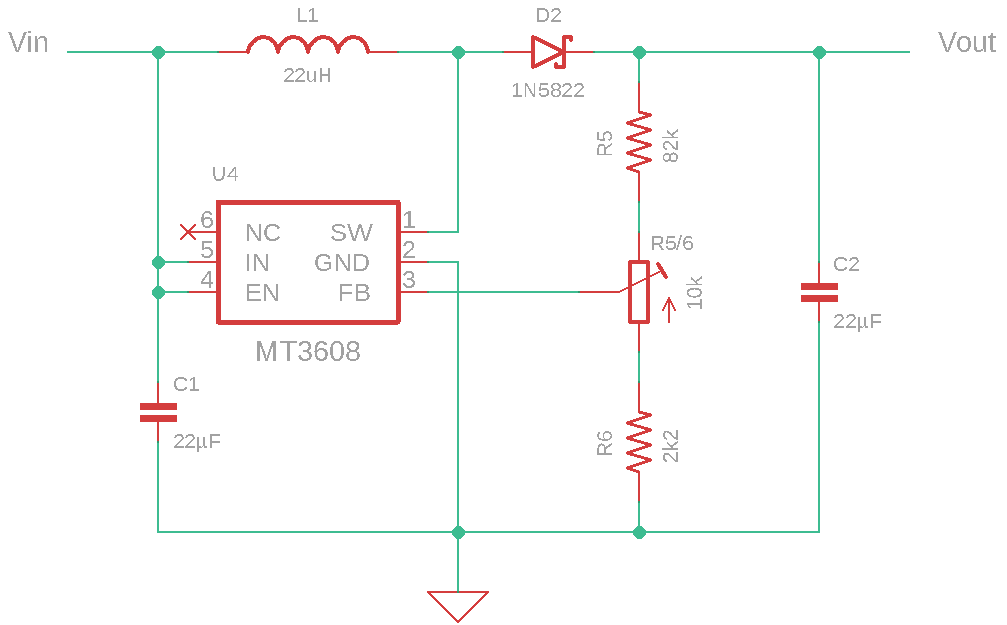 L1
D2
Vin
Vout
22uH
1N5822
R5
82k
U4
6 NC SW 1
5 IN GND 2
4 EN FB 3
MT3608
R5/6
10k
C2
22µF
C1
22µF
R6
2k2